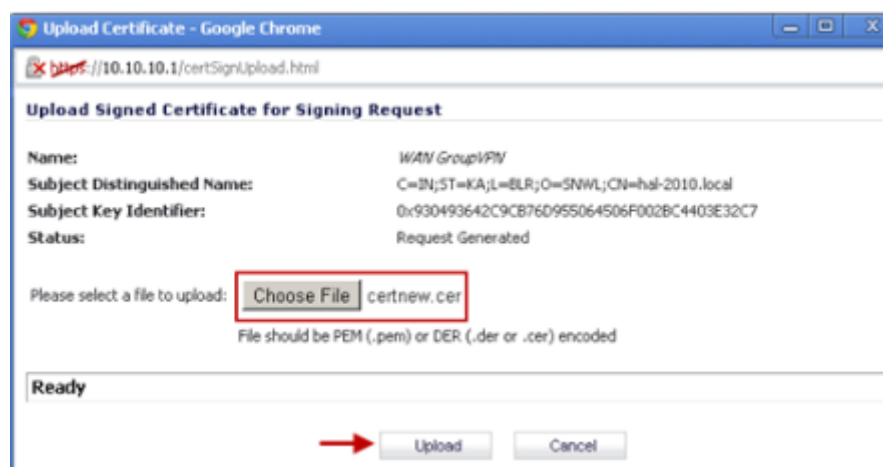 Upload Certificate - Google Chrome
https://10.10.10.1/certSignUpload.html
Upload Signed Certificate for Signing Request
Name: WAN GroupVPN
Subject Distinguished Name: C=IN;ST=KA;L=BLR;O=SNWL;CN=hal-2010.local
Subject Key Identifier: 0x930493642C9CB76D955064506F002BC4403E32C7
Status: Request Generated
Please select a file to upload: Choose File certnew.cer
File should be PEM (.pem) or DER (.der or .cer) encoded
Ready
Upload Cancel